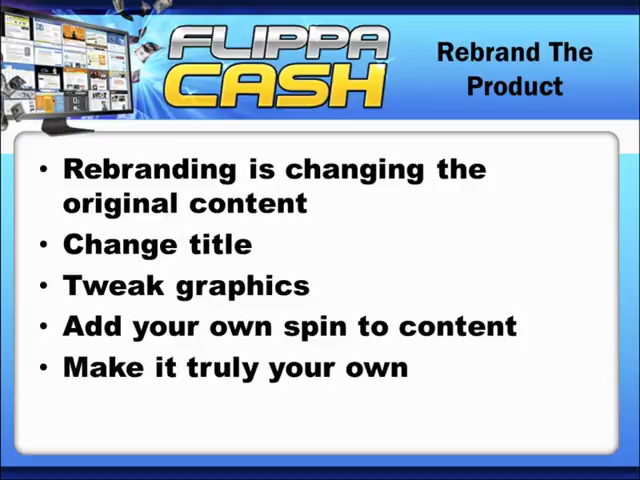 FLIPPA
CASH
Rebrand The
Product
• Rebranding is changing the
original content
• Change title
• Tweak graphics
• Add your own spin to content
• Make it truly your own